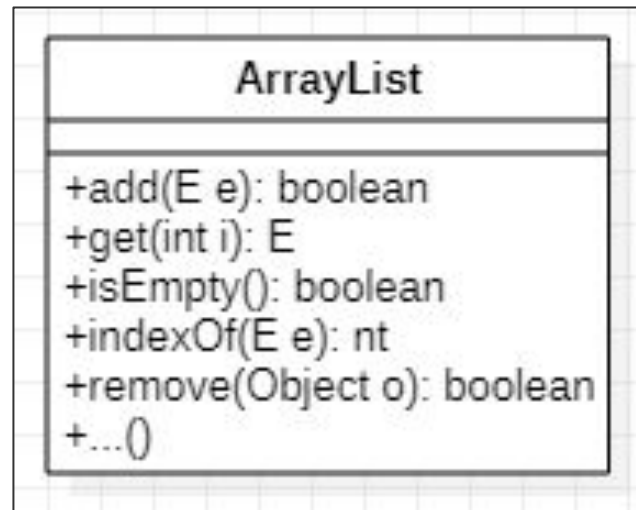 ArrayList
+add(E e): boolean
+get(int i): E
+isEmpty(): boolean
+indexOf(E e): nt
+remove(Object o): boolean
+...()